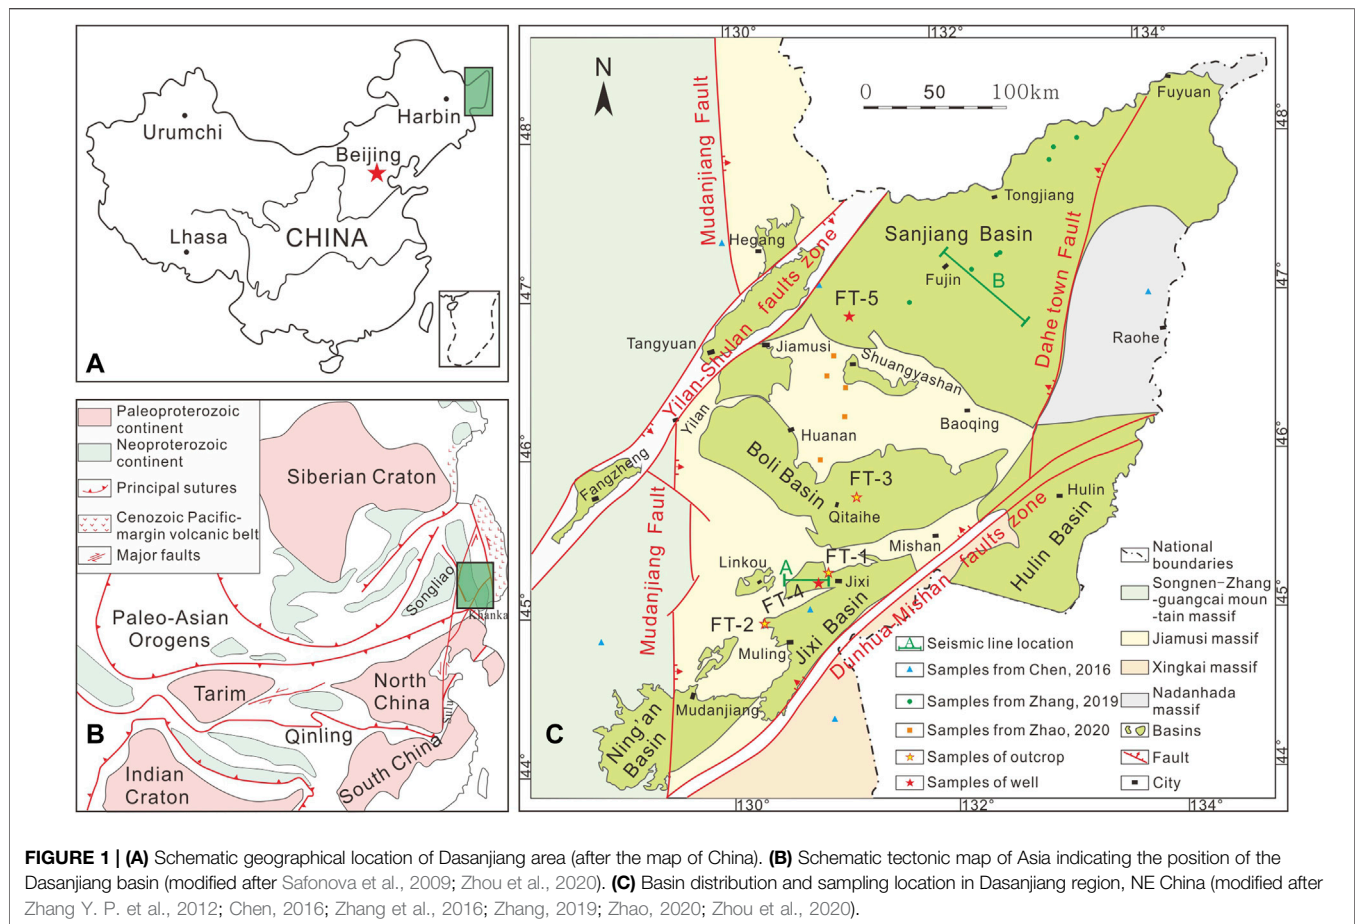 Urumchi
Harbin
Beijing
Lhasa
CHINA
A
Paleoproterozoic
continent
Neoproterozoic
continent
Principal sutures
Cenozoic Pacific-
margin volcanic belt
Major faults
Siberian Craton
Songliao
Khanka
Paleo-Asian
Orogens
Tarim
North
China
Sulu
Qinling
South China
Indian
Craton
B
130°
132°
134°
48°
47°
46°
45°
44°
N
0 50 100km
Mudanjiang Fault
Hegang
Yilan-Shulan faults zone
Fuyuan
Tongjiang
Sanjiang Basin
Fujin
B
Dahetown Fault
FT-5
Raohe
Tangyuan
Jiamusi
Shuangyashan
Yilan
Baoqing
Huanan
Boli Basin
Fangzheng
FT-3
Qitaihe
Hulin
Hulin Basin
Mishan
Mudanjiang Fault
Linkou
A
FT-1
Jixi
FT-4
FT-2
Jixi Basin
Muling
Dunhua-Mishan faults zone
Mudanjiang
Ning'an
Basin
C
48°
47°
46°
45°
44°
130°
132°
134°
A
Seismic line location
Samples from Chen, 2016
Samples from Zhang, 2019
Samples from Zhao, 2020
Samples of outcrop
Samples of well
National
boundaries
Songnen-Zhang
-guangcai moun
-tain massif
Jiamusi massif
Xingkai massif
Nadanhada
massif
Basins
Fault
City
FIGURE 1 | (A) Schematic geographical location of Dasanjiang area (after the map of China). (B) Schematic tectonic map of Asia indicating the position of the
Dasanjiang basin (modified after Safonova et al., 2009; Zhou et al., 2020). (C) Basin distribution and sampling location in Dasanjiang region, NE China (modified after
Zhang Y. P. et al., 2012; Chen, 2016; Zhang et al., 2016; Zhang, 2019; Zhao, 2020; Zhou et al., 2020).